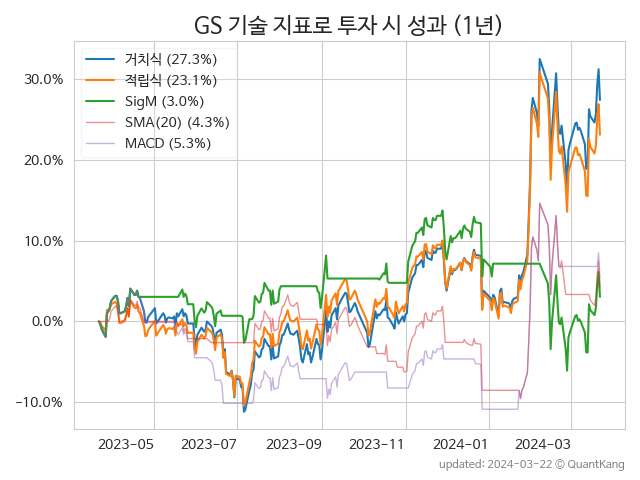 GS 기술 지표로 투자 시 성과 (1년)
거치식 (27.3%)
적립식 (23.1%)
SigM (3.0%)
SMA(20) (4.3%)
MACD (5.3%)
30.0%
20.0%
10.0%
0.0%
−10.0%
2023-05 2023-07 2023-09 2023-11 2024-01 2024-03
updated: 2024-03-22 © QuantKang